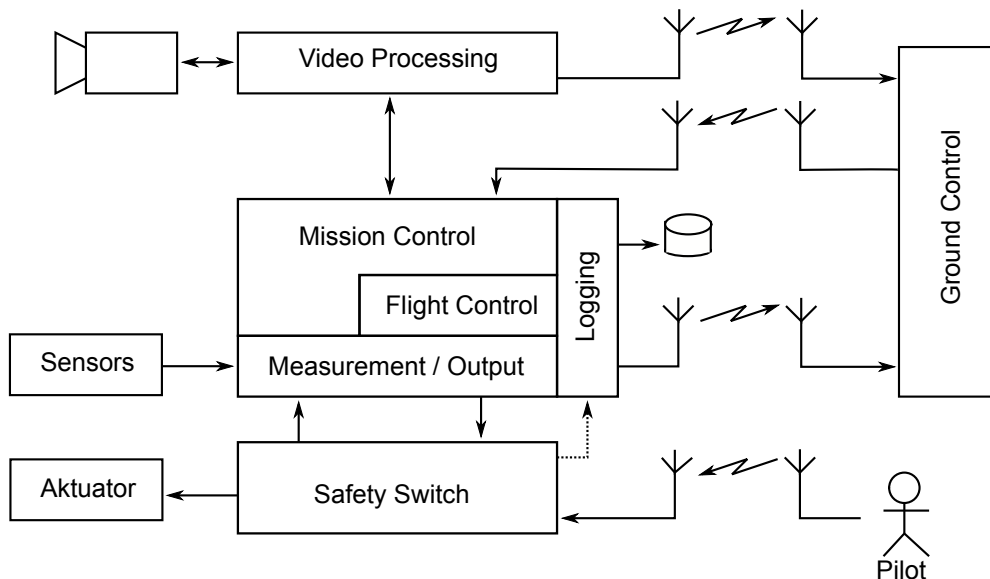 Video Processing
Mission Control
Flight Control
Logging
Ground Control
Sensors
Measurement / Output
Aktuator
Safety Switch
Pilot